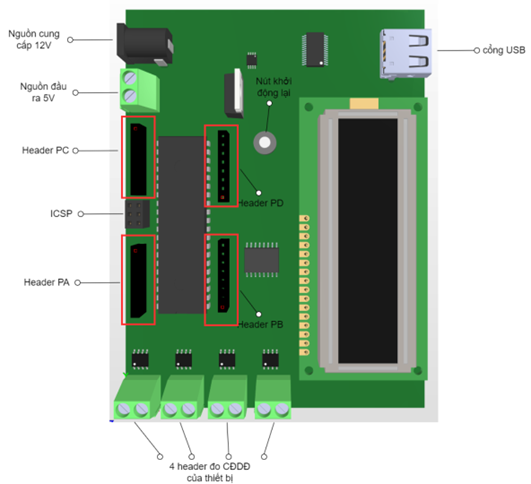 Nguồn cung
cấp 12V
cổng USB
Nguồn đầu
ra 5V
Nút khởi
động lại
Header PC
Header PD
ICSP
Header PA
Header PB
4 header đo CĐDĐ
của thiết bị